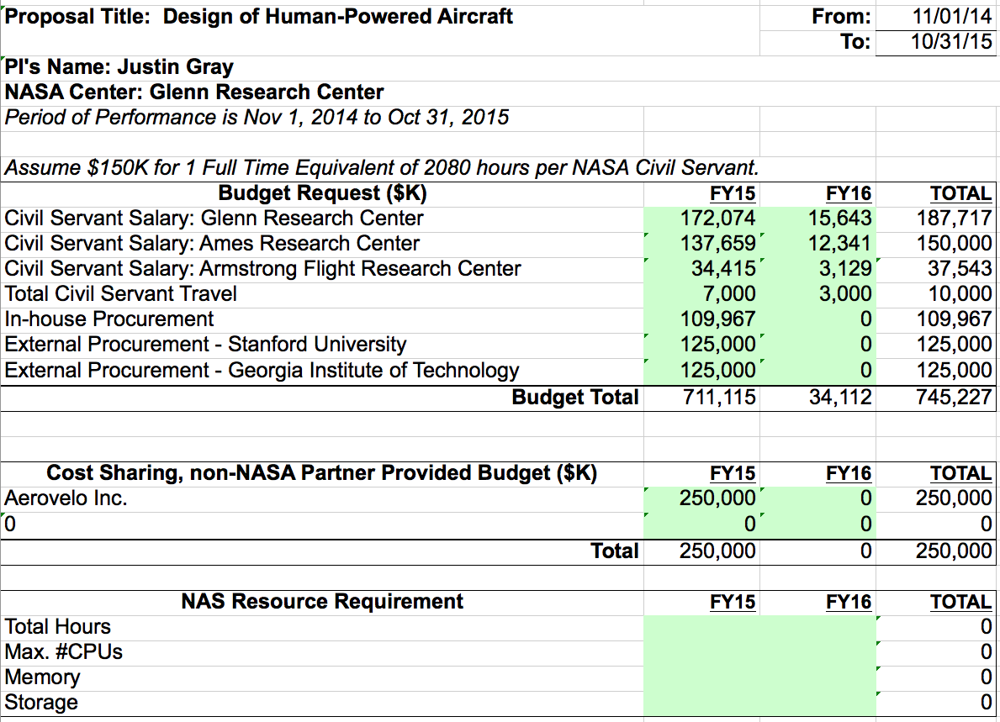 Proposal Title:  Design of Human-Powered Aircraft From: 11/01/14
To: 10/31/15
PI's Name: Justin Gray
NASA Center: Glenn Research Center
Period of Performance is Nov 1, 2014 to Oct 31, 2015
Assume $150K for 1 Full Time Equivalent of 2080 hours per NASA Civil Servant.
Budget Request ($K) FY15 FY16 TOTAL
Civil Servant Salary: Glenn Research Center 172,074 15,643 187,717
Civil Servant Salary: Ames Research Center 137,659 12,341 150,000
Civil Servant Salary: Armstrong Flight Research Center 34,415 3,129 37,543
Total Civil Servant Travel 7,000 3,000 10,000
In-house Procurement 109,967 0 109,967
External Procurement - Stanford University 125,000 0 125,000
External Procurement - Georgia Institute of Technology 125,000 0 125,000
Budget Total 711,115 34,112 745,227
Cost Sharing, non-NASA Partner Provided Budget ($K) FY15 FY16 TOTAL
Aerovelo Inc. 250,000 0 250,000
0 0 0 0
Total 250,000 0 250,000
NAS Resource Requirement FY15 FY16 TOTAL
Total Hours 0
Max. #CPUs 0
Memory 0
Storage 0